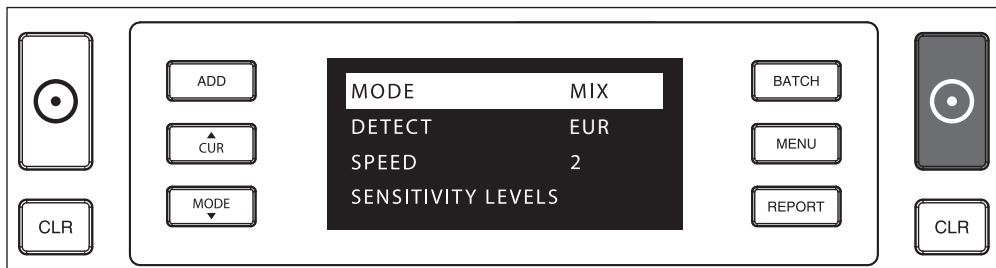 ADD
▲
CUR
MODE
▼
CLR
MODE MIX
DETECT EUR
SPEED 2
SENSITIVITY LEVELS
BATCH
MENU
REPORT
CLR